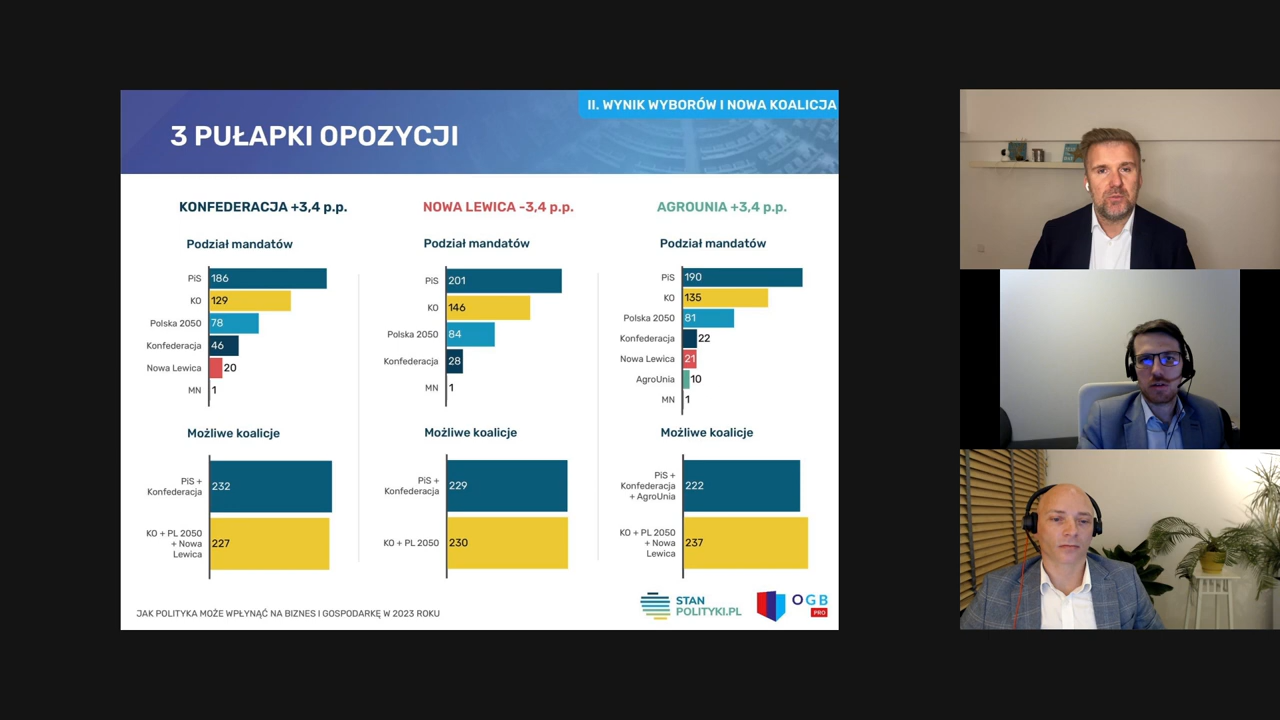 II. WYNIK WYBORÓW I NOWA KOALICJA
3 PUŁAPKI OPOZYCJI
KONFEDERACJA +3,4 p.p.
Podział mandatów
PiS 186
KO 129
Polska 2050 78
Konfederacja 46
Nowa Lewica 20
MN 1
Możliwe koalicje
PiS +
Konfederacja
232
KO + PL 2050
+ Nowa
Lewica
227
NOWA LEWICA -3,4 p.p.
Podział mandatów
PiS 201
KO 146
Polska 2050 84
Konfederacja 28
MN 1
Możliwe koalicje
PiS +
Konfederacja
229
KO + PL 2050 230
AGROUNIA +3,4 p.p.
Podział mandatów
PiS 190
KO 135
Polska 2050 81
Konfederacja 22
Nowa Lewica 21
AgroUnia 10
MN 1
Możliwe koalicje
PiS +
Konfederacja
+ AgroUnia
222
KO + PL 2050
+ Nowa
Lewica
237
JAK POLITYKA MOŻE WPŁYNĄĆ NA BIZNES I GOSPODARKĘ W 2023 ROKU
STAN
POLITYKI.PL
OGB
PRO